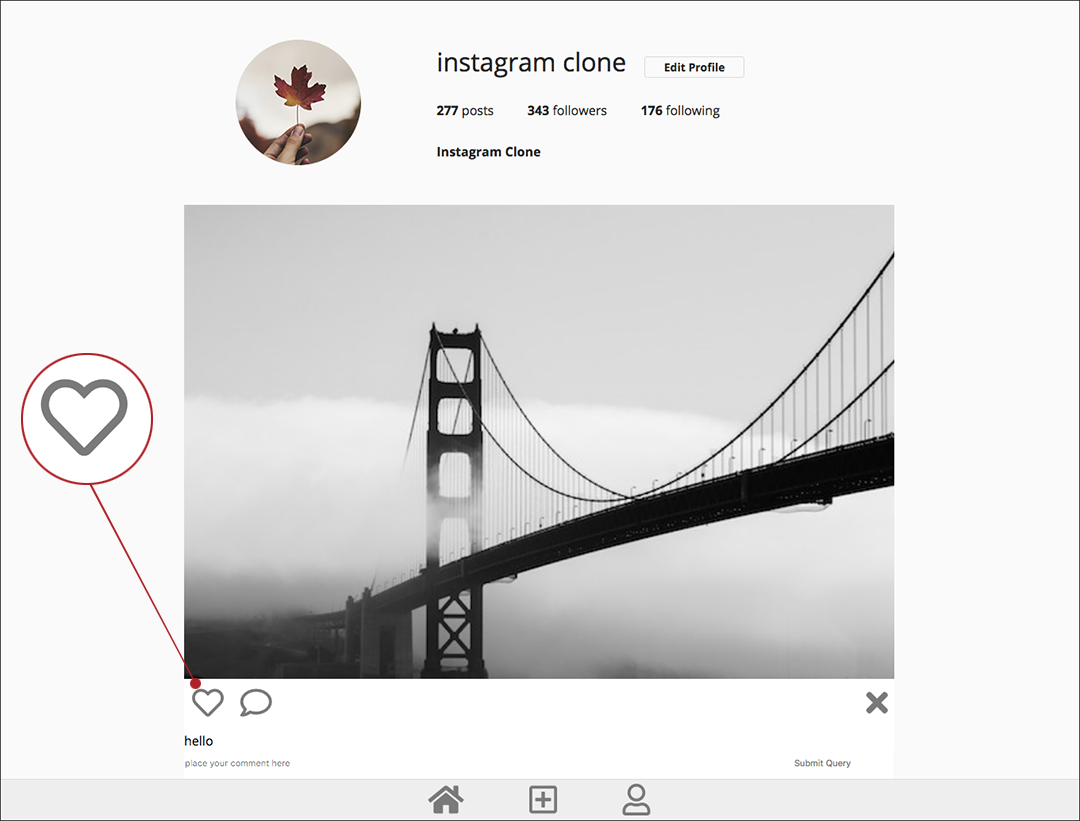 instagram clone Edit Profile
277 posts 343 followers 176 following
Instagram Clone
hello
place your comment here Submit Query